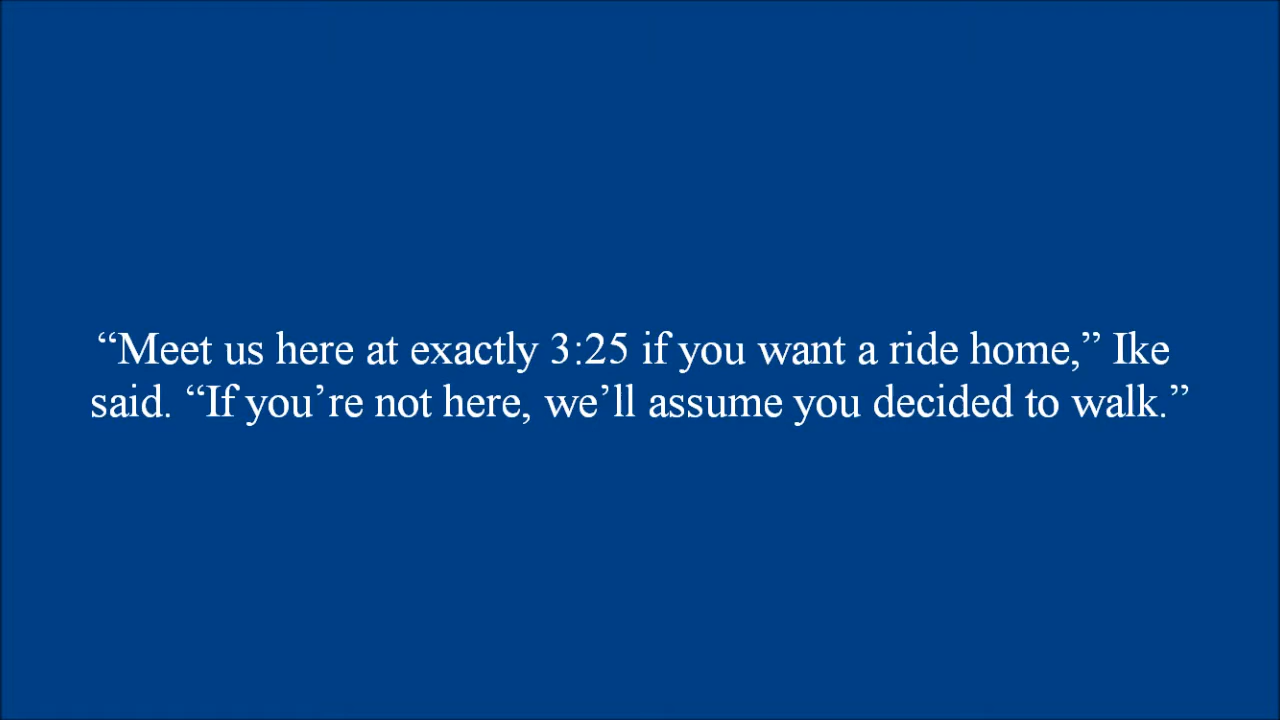 “Meet us here at exactly 3:25 if you want a ride home,” Ike
said. “If you’re not here, we’ll assume you decided to walk.”